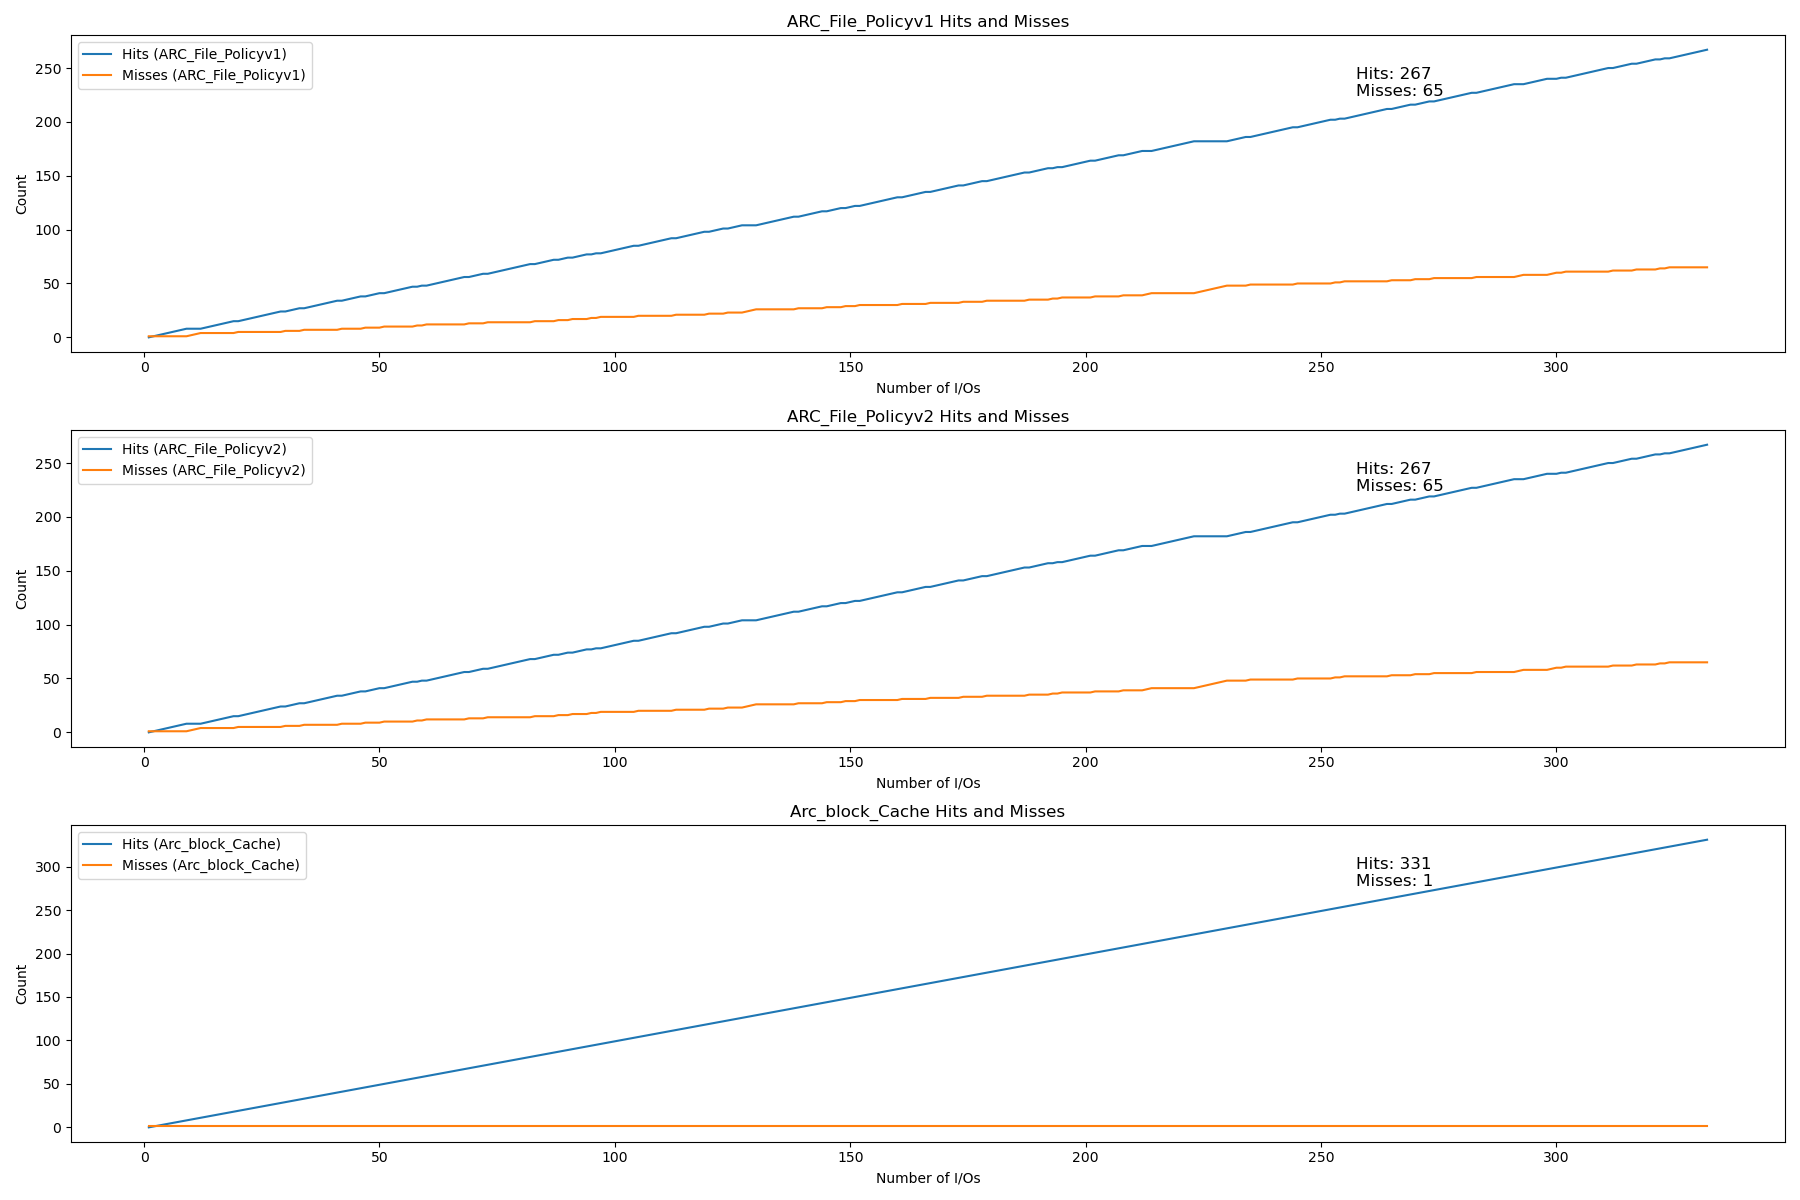 ARC_File_Policyv1 Hits and Misses
Hits (ARC_File_Policyv1)
Misses (ARC_File_Policyv1)
Hits: 267
Misses: 65
250
200
150
100
50
0
Count
0 50 100 150 200 250 300
Number of I/Os
ARC_File_Policyv2 Hits and Misses
Hits (ARC_File_Policyv2)
Misses (ARC_File_Policyv2)
Hits: 267
Misses: 65
250
200
150
100
50
0
Count
0 50 100 150 200 250 300
Number of I/Os
Arc_block_Cache Hits and Misses
Hits (Arc_block_Cache)
Misses (Arc_block_Cache)
Hits: 331
Misses: 1
300
250
200
150
100
50
0
Count
0 50 100 150 200 250 300
Number of I/Os